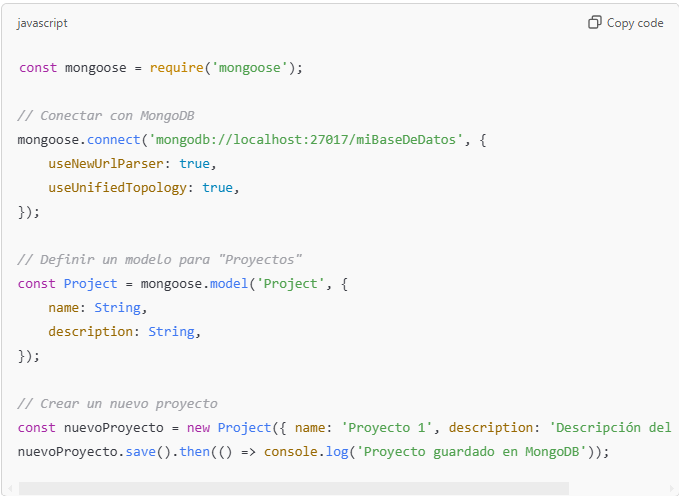 javascript
Copy code
const mongoose = require('mongoose');
// Conectar con MongoDB
mongoose.connect('mongodb://localhost:27017/miBaseDeDatos', {
    useNewUrlParser: true,
    useUnifiedTopology: true,
});
// Definir un modelo para "Proyectos"
const Project = mongoose.model('Project', {
    name: String,
    description: String,
});
// Crear un nuevo proyecto
const nuevoProyecto = new Project({ name: 'Proyecto 1', description: 'Descripción del
nuevoProyecto.save().then(() => console.log('Proyecto guardado en MongoDB'));